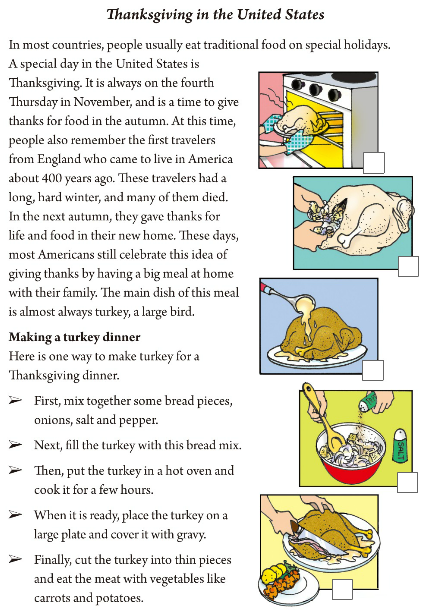 Thanksgiving in the United States
In most countries, people usually eat traditional food on special holidays.
A special day in the United States is
Thanksgiving. It is always on the fourth
Thursday in November, and is a time to give
thanks for food in the autumn. At this time,
people also remember the first travelers
from England who came to live in America
about 400 years ago. These travelers had a
long, hard winter, and many of them died.
In the next autumn, they gave thanks for
life and food in their new home. These days,
most Americans still celebrate this idea of
giving thanks by having a big meal at home
with their family. The main dish of this meal
is almost always turkey, a large bird.
Making a turkey dinner
Here is one way to make turkey for a
Thanksgiving dinner.
➢ First, mix together some bread pieces,
onions, salt and pepper.
➢ Next, fill the turkey with this bread mix.
➢ Then, put the turkey in a hot oven and
cook it for a few hours.
➢ When it is ready, place the turkey on a
large plate and cover it with gravy.
➢ Finally, cut the turkey into thin pieces
and eat the meat with vegetables like
carrots and potatoes.
SALT